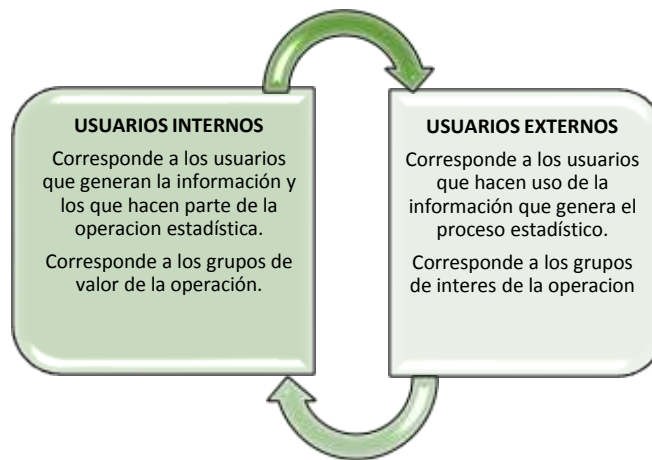 USUARIOS INTERNOS
Corresponde a los usuarios
que generan la información y
los que hacen parte de la
operacion estadística.
Corresponde a los grupos de
valor de la operación.
USUARIOS EXTERNOS
Corresponde a los usuarios
que hacen uso de la
información que genera el
proceso estadístico.
Corresponde a los grupos
de interes de la operacion